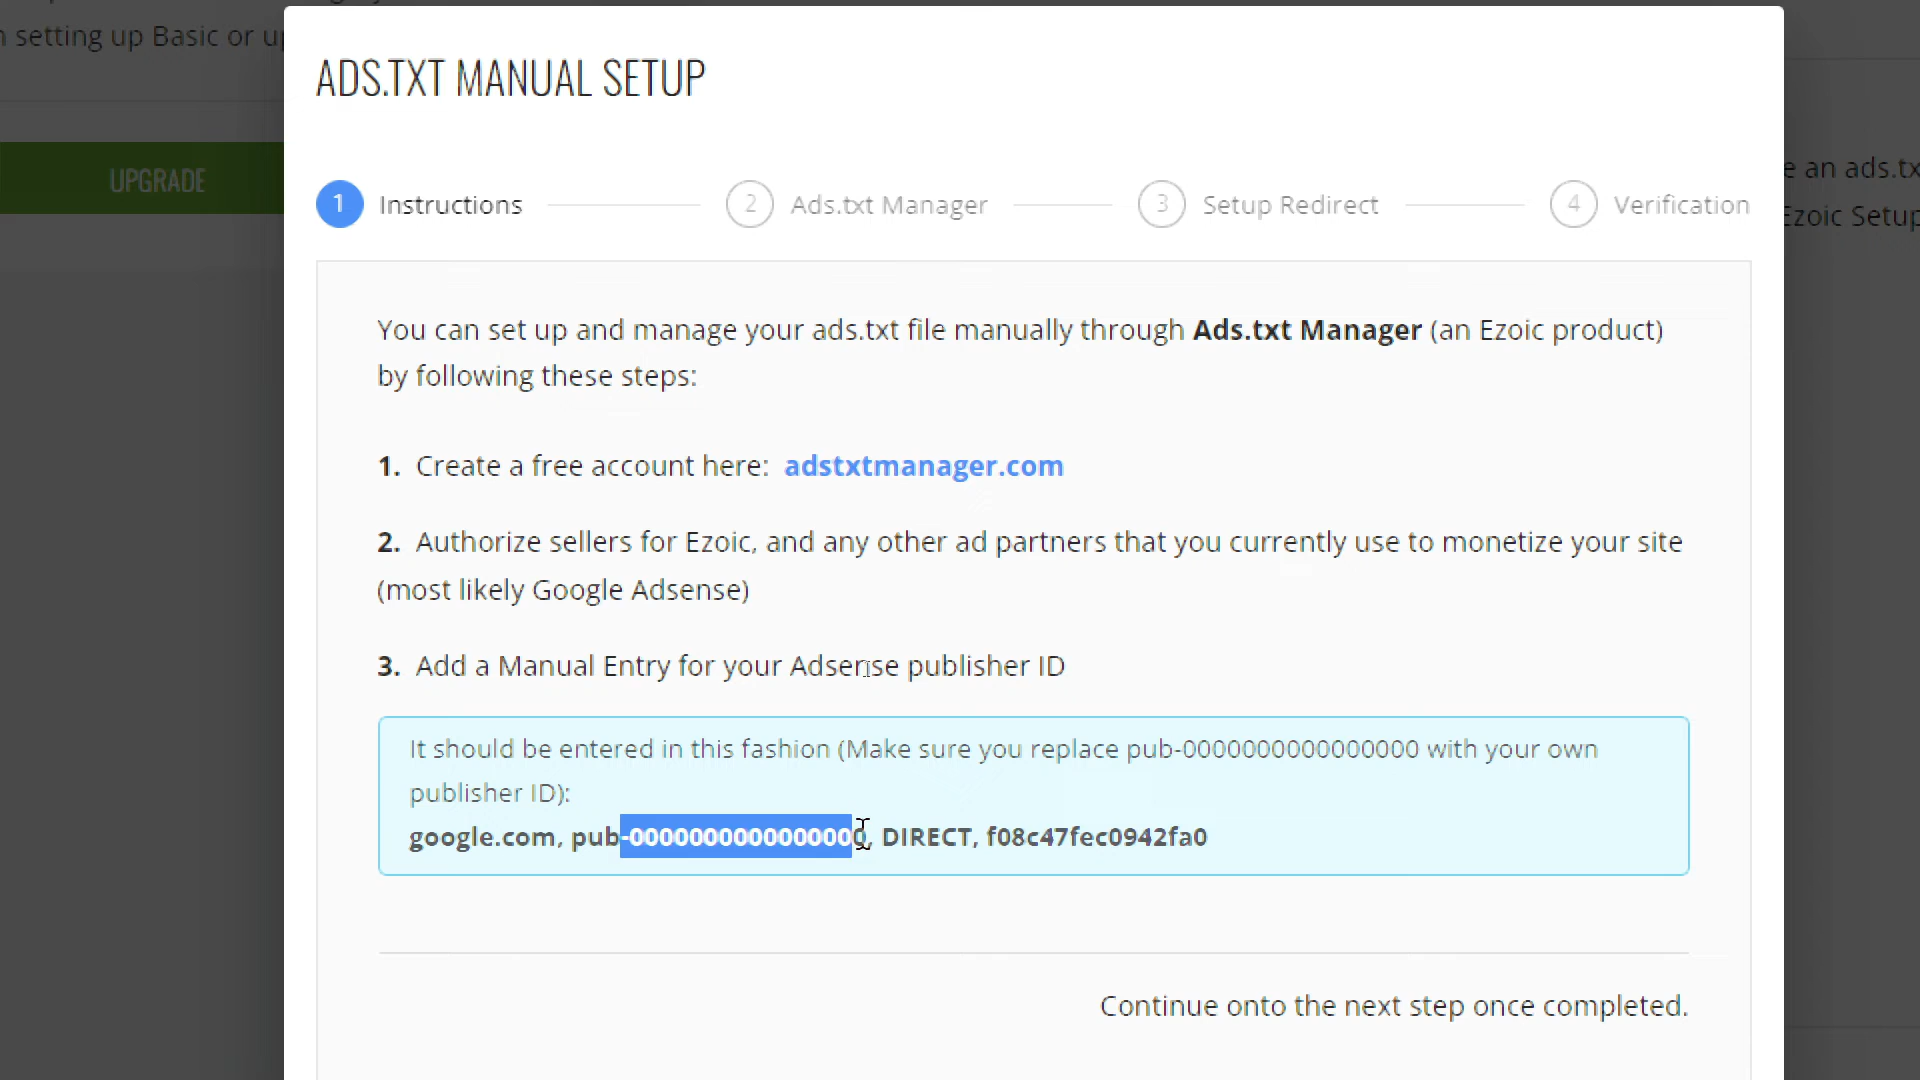 n setting up Basic or up
ADS.TXT MANUAL SETUP
UPGRADE
e an ads.tx
1 Instructions 2 Ads.txt Manager 3 Setup Redirect 4 Verification
Ezoic Setup
You can set up and manage your ads.txt file manually through Ads.txt Manager (an Ezoic product)
by following these steps:
1. Create a free account here: adstxtmanager.com
2. Authorize sellers for Ezoic, and any other ad partners that you currently use to monetize your site
(most likely Google Adsense)
3. Add a Manual Entry for your Adsense publisher ID
It should be entered in this fashion (Make sure you replace pub-0000000000000000 with your own
publisher ID):
google.com, pub-0000000000000000, DIRECT, f08c47fec0942fa0
Continue onto the next step once completed.